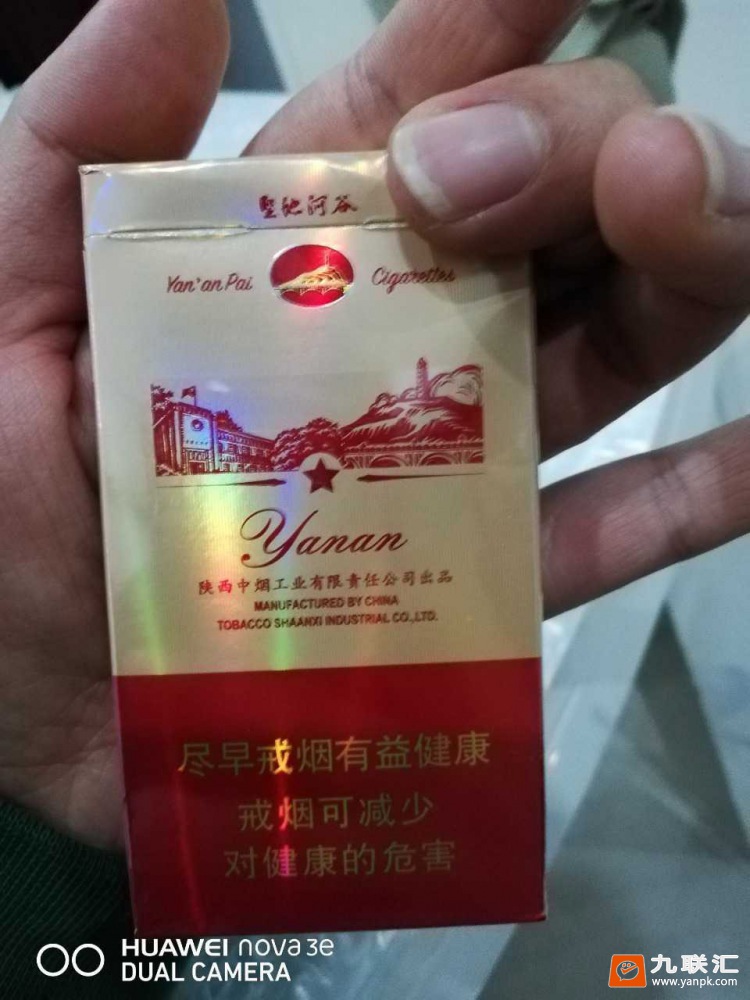 圣地河谷
Yan'an Pai Cigarettes
Yanan
陕西中烟工业有限责任公司出品
MANUFACTURED BY CHINA
TOBACCO SHAANXI INDUSTRIAL CO.,LTD.
尽早戒烟有益健康
戒烟可减少
对健康的危害
HUAWEI nova 3e
DUAL CAMERA
九联汇
www.yanpk.com